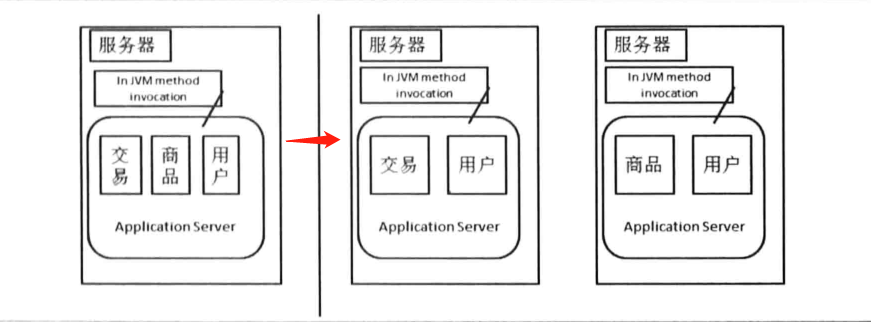 服务器
In JVM method
invocation
交易
商品
用户
Application Server
服务器
In JVM method
invocation
交易
用户
Application Server
服务器
In JVM method
invocation
商品
用户
Application Server